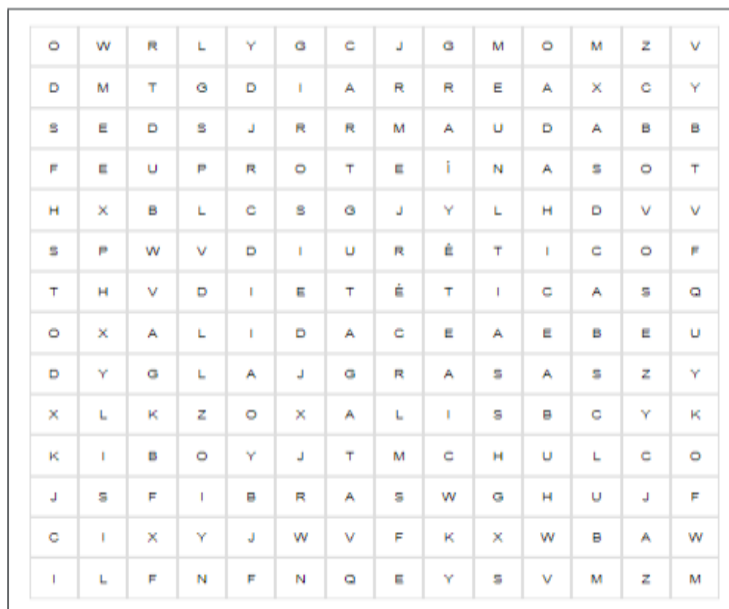 O W R L Y G C J G M O M Z V
D M T G D I A R R E A X C Y
S E D S J R R M A U D A B B
F E U P R O T E Í N A S O T
H X B L C S G J Y L H D V V
S P W V D I U R É T I C O F
T H V D I E T É T I C A S Q
O X A L I D A C E A E B E U
D Y G L A J G R A S A S Z Y
X L K Z O X A L I S B C Y K
K I B O Y J T M C H U L C O
J S F I B R A S W G H U J F
C I X Y J W V F K X W B A W
I L F N F N Q E Y S V M Z M